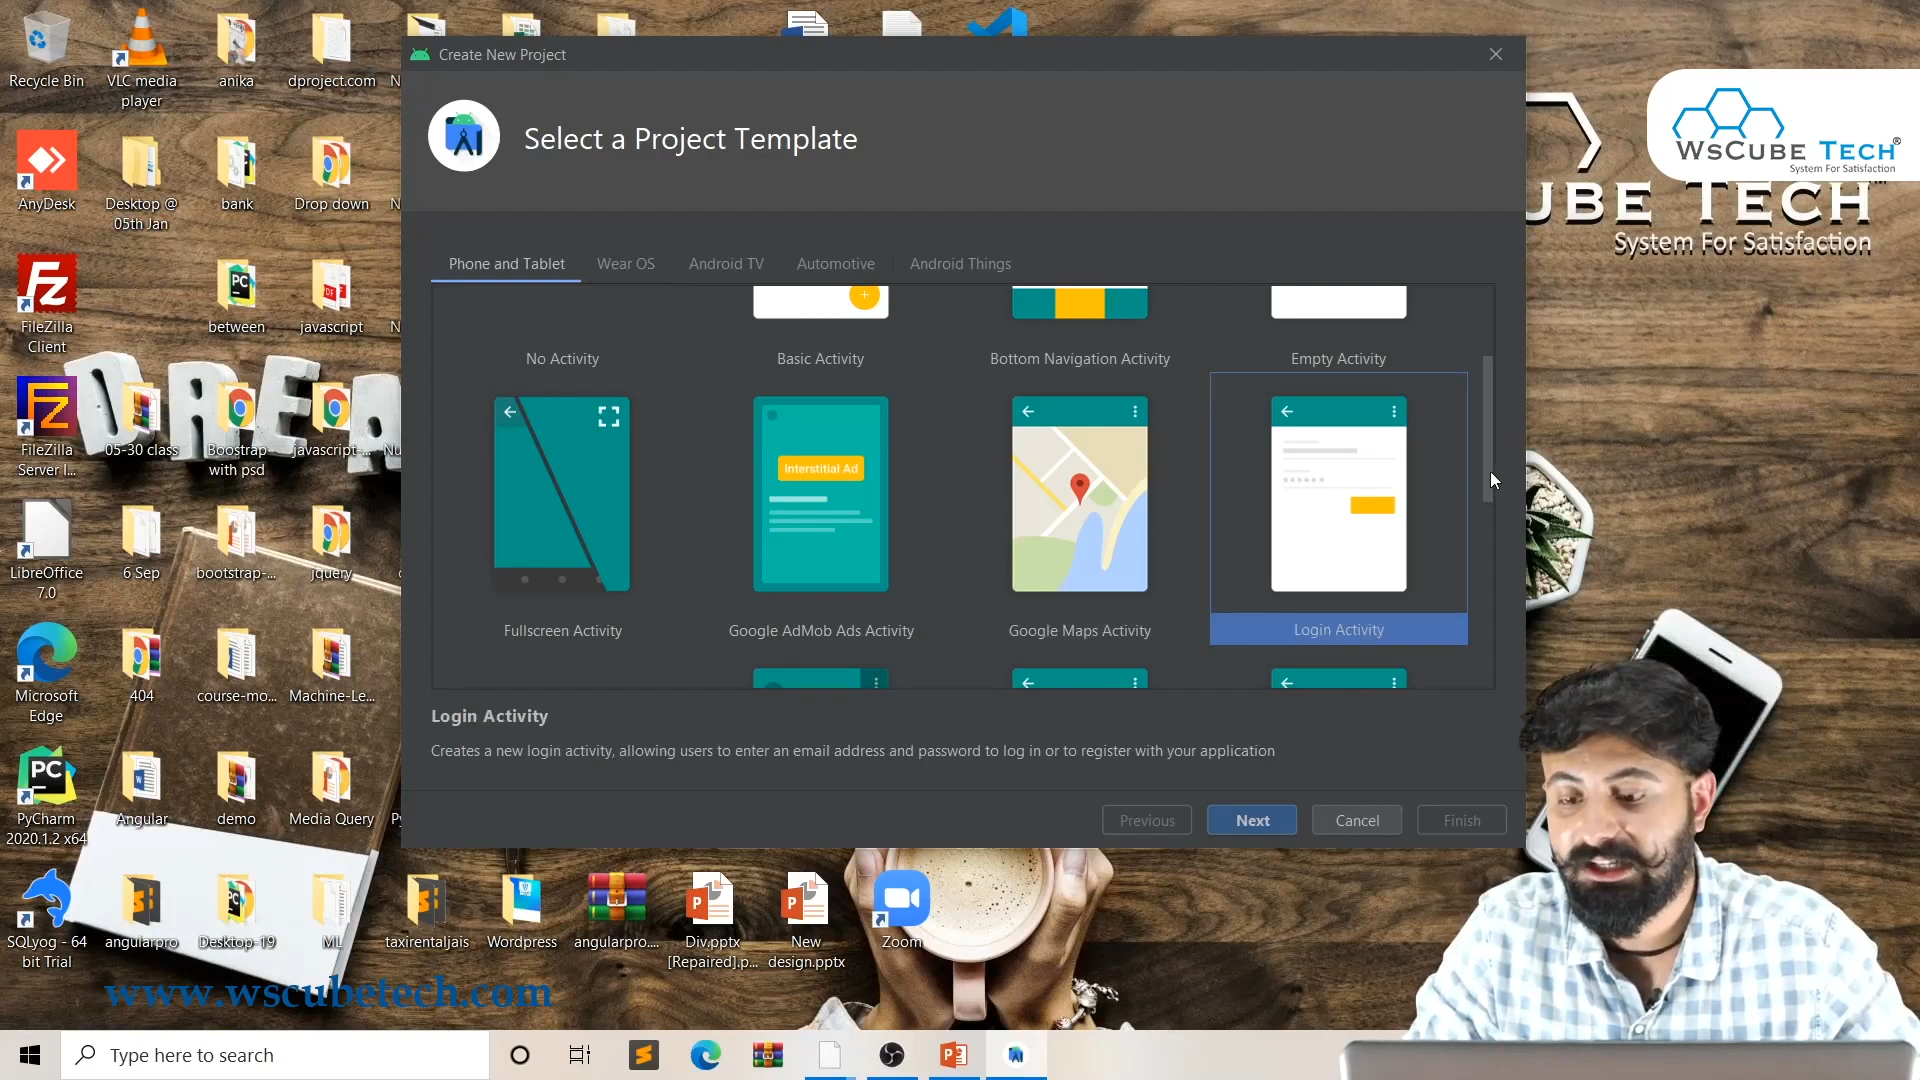 Create New Project
Select a Project Template
Phone and Tablet
Wear OS
Android TV
Automotive
Android Things
No Activity
Basic Activity
Bottom Navigation Activity
Empty Activity
Interstitial Ad
Fullscreen Activity
Google AdMob Ads Activity
Google Maps Activity
Login Activity
Login Activity
Creates a new login activity, allowing users to enter an email address and password to log in or to register with your application
Previous
Next
Cancel
Finish
WsCube Tech®
System For Satisfaction
UBE TECH
System For Satisfaction
Recycle Bin
VLC media
player
anika
dproject.com
AnyDesk
Desktop @
05th Jan
bank
Drop down
FileZilla
Client
between
javascript
FileZilla
Server I...
05-30 class
Boostrap
with psd
javascript-...
LibreOffice
7.0
6 Sep
bootstrap-...
jquery
Microsoft
Edge
404
course-mo...
Machine-Le...
PyCharm
2020.1.2 x64
Angular
demo
Media Query
SQLyog - 64
bit Trial
angularpro
Desktop-19
ML
taxirentaljais
Wordpress
angularpro....
Div.pptx
[Repaired].p...
New
design.pptx
Zoom
www.wscubetech.com
Type here to search